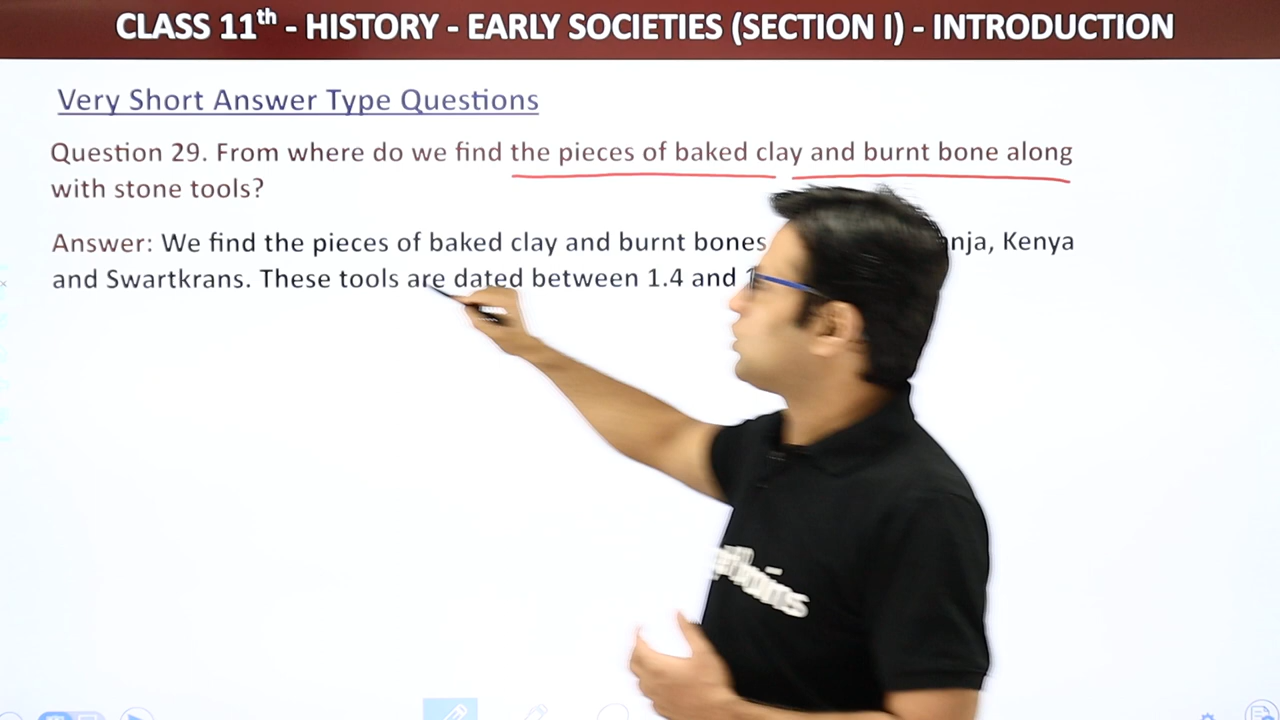 CLASS 11th - HISTORY - EARLY SOCIETIES (SECTION I) - INTRODUCTION
Very Short Answer Type Questions
Question 29. From where do we find the pieces of baked clay and burnt bone along
with stone tools?
Answer: We find the pieces of baked clay and burnt bones Kenya
and Swartkrans. These tools are dated between 1.4 and